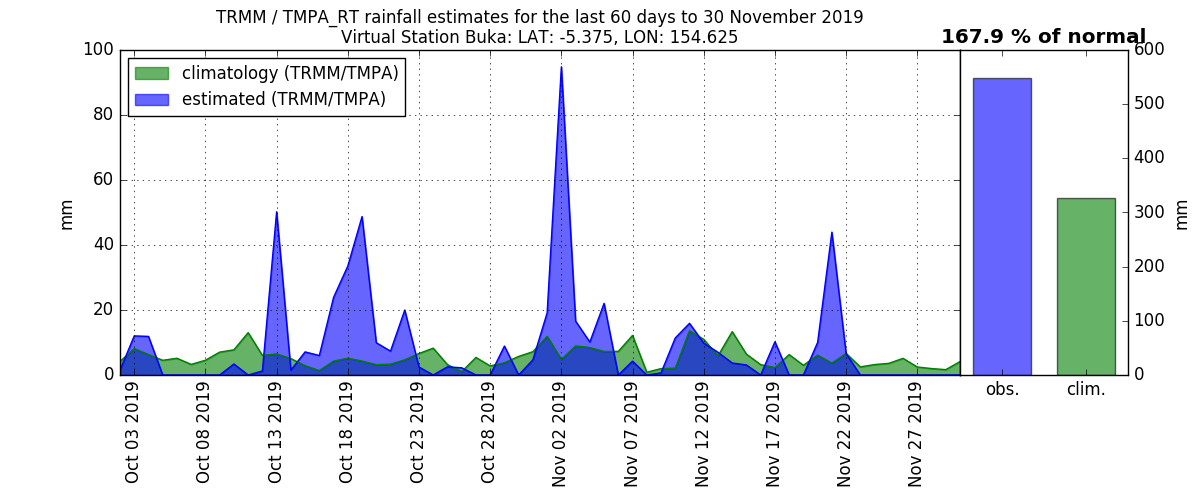 TRMM / TMPA_RT rainfall estimates for the last 60 days to 30 November 2019
Virtual Station Buka: LAT: -5.375, LON: 154.625
167.9 % of normal
climatology (TRMM/TMPA)
estimated (TRMM/TMPA)
100
80
60
40
20
0
mm
Oct 03 2019
Oct 08 2019
Oct 13 2019
Oct 18 2019
Oct 23 2019
Oct 28 2019
Nov 02 2019
Nov 07 2019
Nov 12 2019
Nov 17 2019
Nov 22 2019
Nov 27 2019
600
500
400
300
200
100
0
mm
obs.
clim.